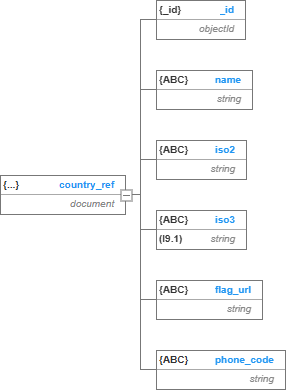 {_id} _id
objectId
{ABC} name
string
{ABC} iso2
string
{...} country_ref
document
{ABC} iso3
(I9.1) string
{ABC} flag_url
string
{ABC} phone_code
string